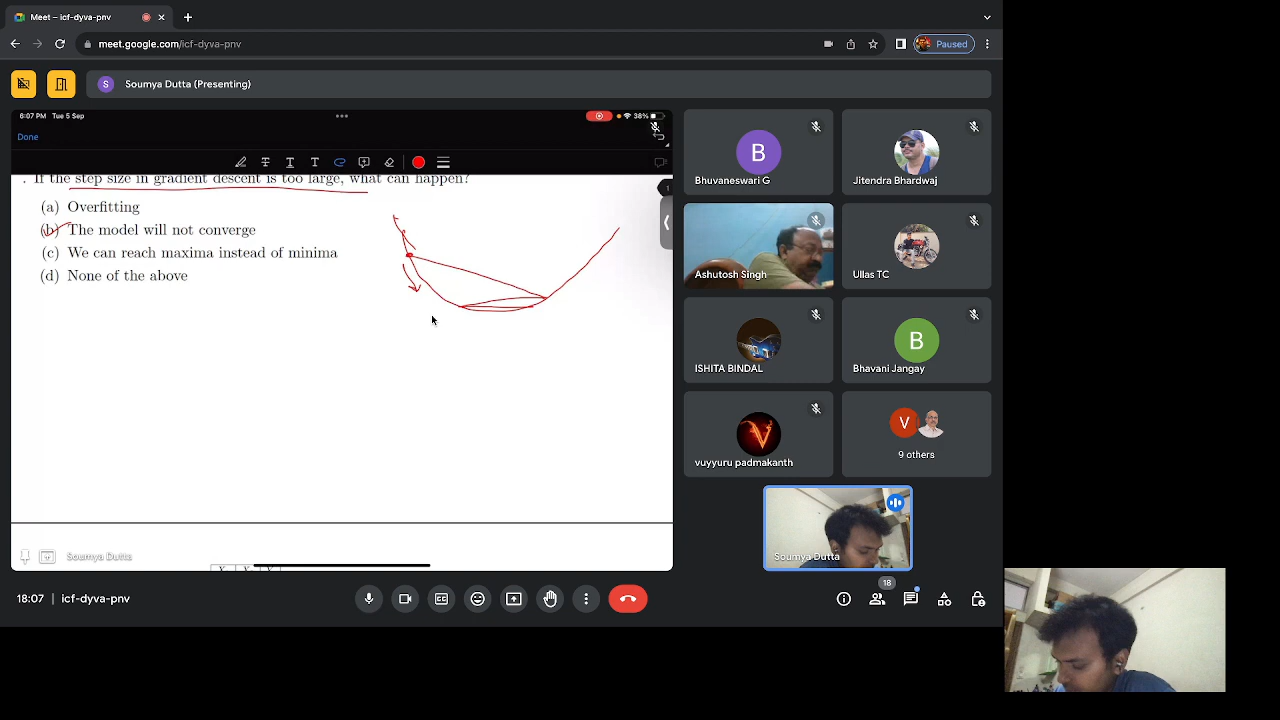 Meet – icf-dyva-pnv
meet.google.com/icf-dyva-pnv
Paused
S
Soumya Dutta (Presenting)
6:07 PM Tue 5 Sep
38%
Done
. If the step size in gradient descent is too large, what can happen?
(a) Overfitting
(b) The model will not converge
(c) We can reach maxima instead of minima
(d) None of the above
1
Soumya Dutta
B
Bhuvaneswari G
Jitendra Bhardwaj
Ashutosh Singh
Ullas TC
ISHITA BINDAL
B
Bhavani Jangay
vuyyuru padmakanth
V
9 others
Soumya Dutta
18:07 | icf-dyva-pnv
18